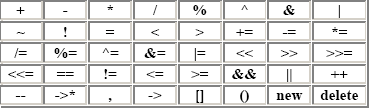 + - * / % ^ & |
~ ! = < > += -= *=
/= %= ^= &= |= << >> >>=
<<= == != <= >= && || ++
-- ->* , -> [] () new delete